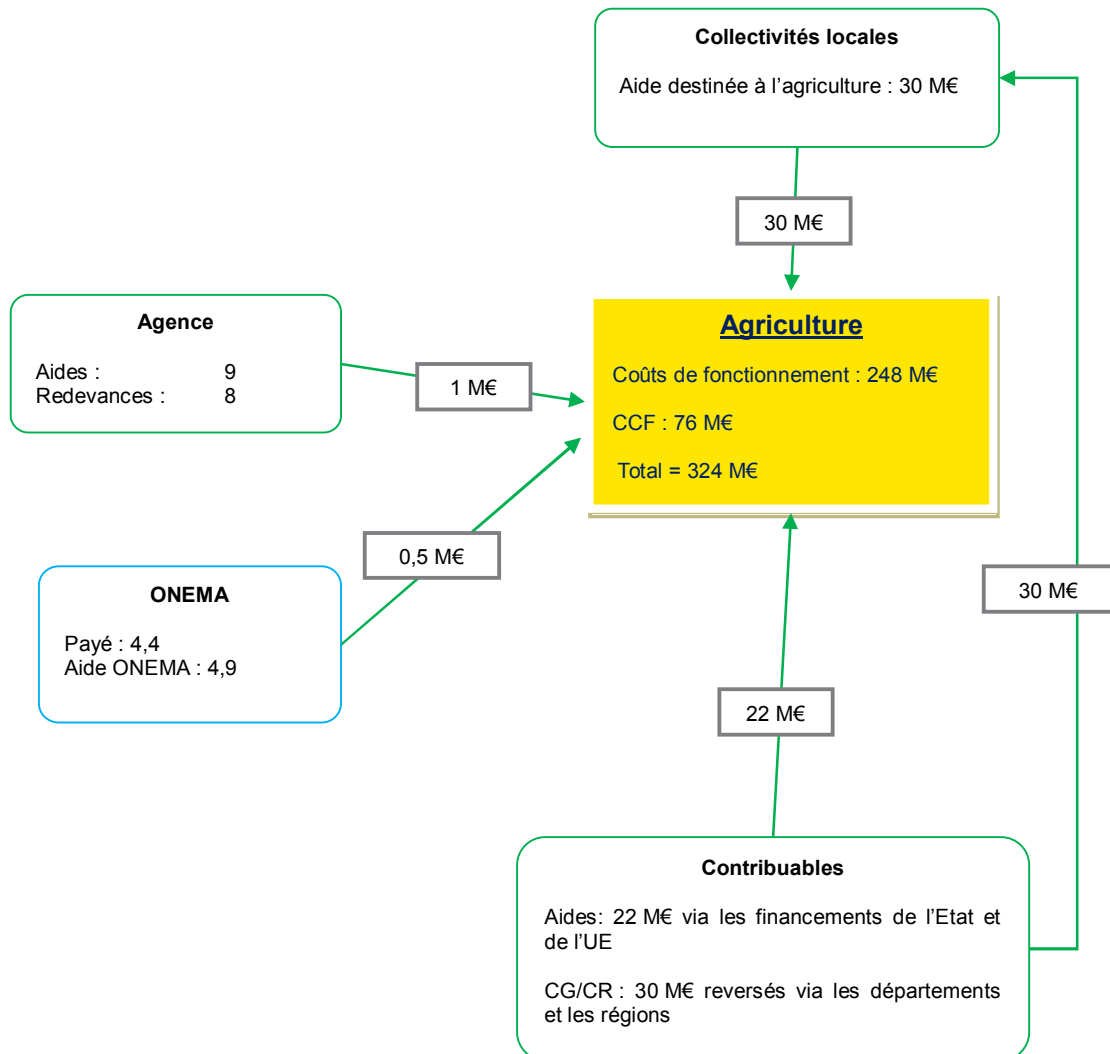 Collectivités locales
Aide destinée à l’agriculture : 30 M€
30 M€
Agence
Aides : 9
Redevances : 8
1 M€
Agriculture
Coûts de fonctionnement : 248 M€
CCF : 76 M€
Total = 324 M€
0,5 M€
ONEMA
Payé : 4,4
Aide ONEMA : 4,9
30 M€
22 M€
Contribuables
Aides: 22 M€ via les financements de l’Etat et
de l’UE
CG/CR : 30 M€ reversés via les départements
et les régions